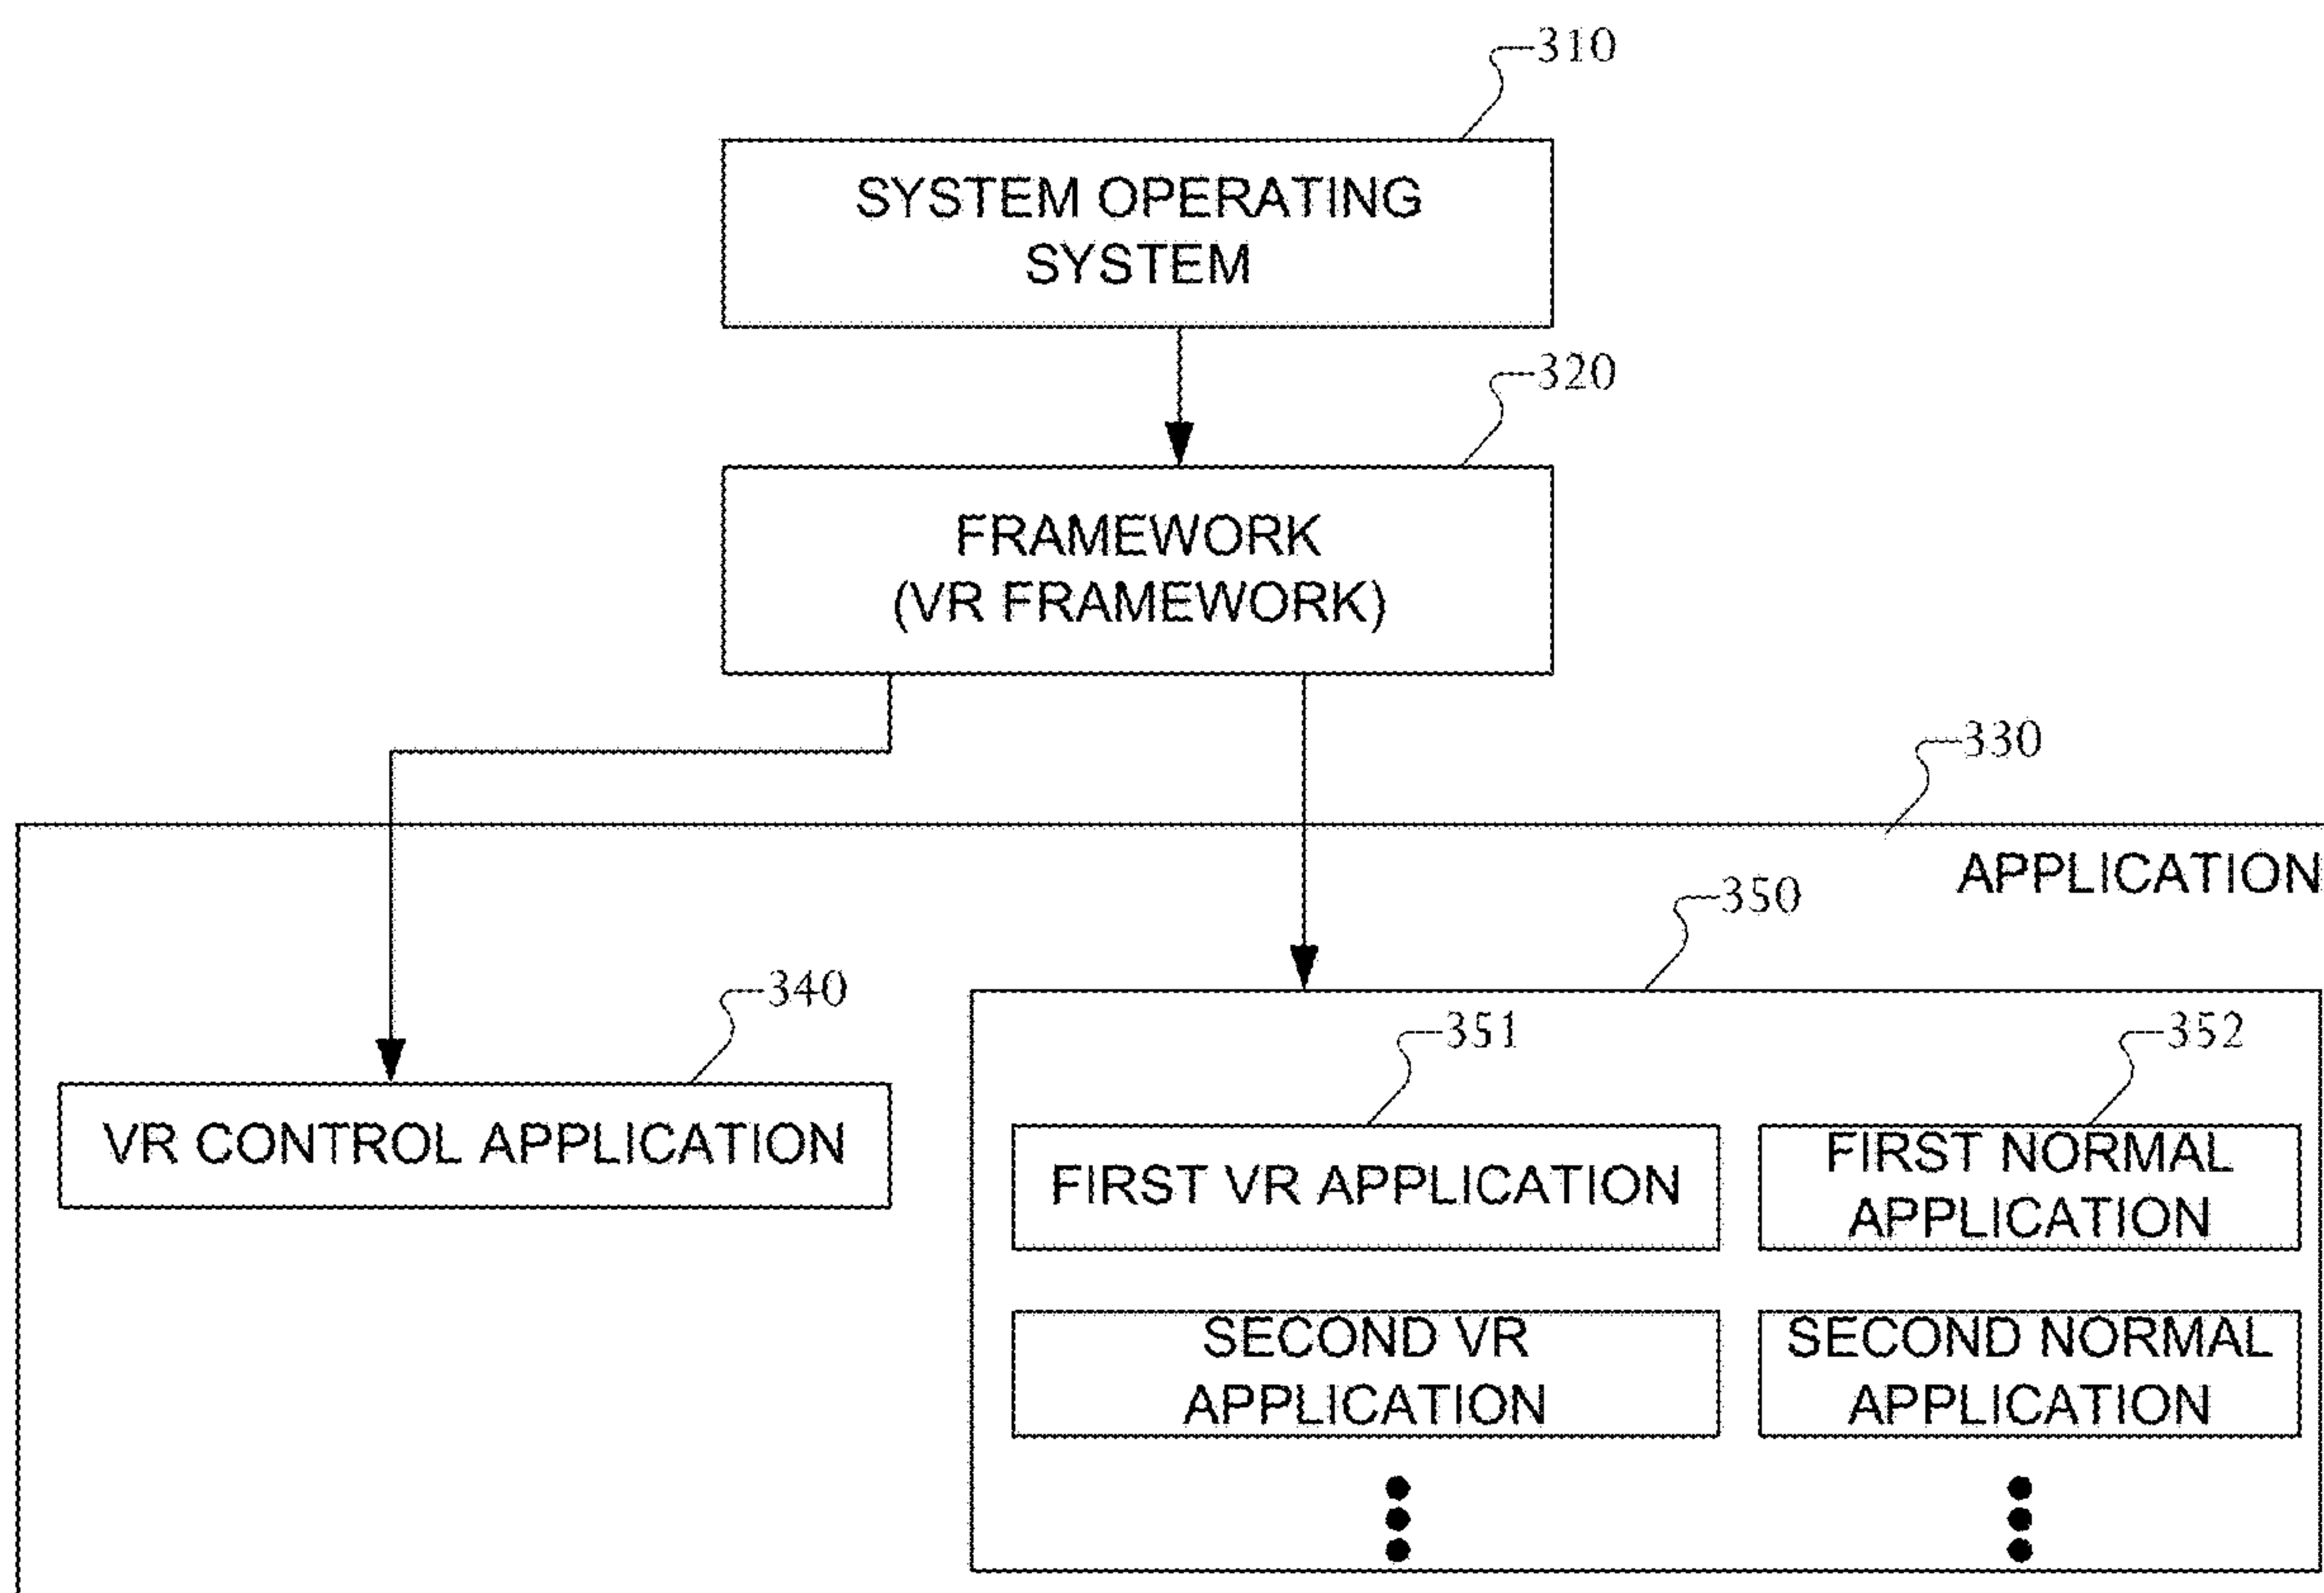 310
SYSTEM OPERATING
SYSTEM
320
FRAMEWORK
(VR FRAMEWORK)
330
APPLICATION
350
340
351
352
VR CONTROL APPLICATION
FIRST VR APPLICATION
FIRST NORMAL
APPLICATION
SECOND VR
APPLICATION
SECOND NORMAL
APPLICATION